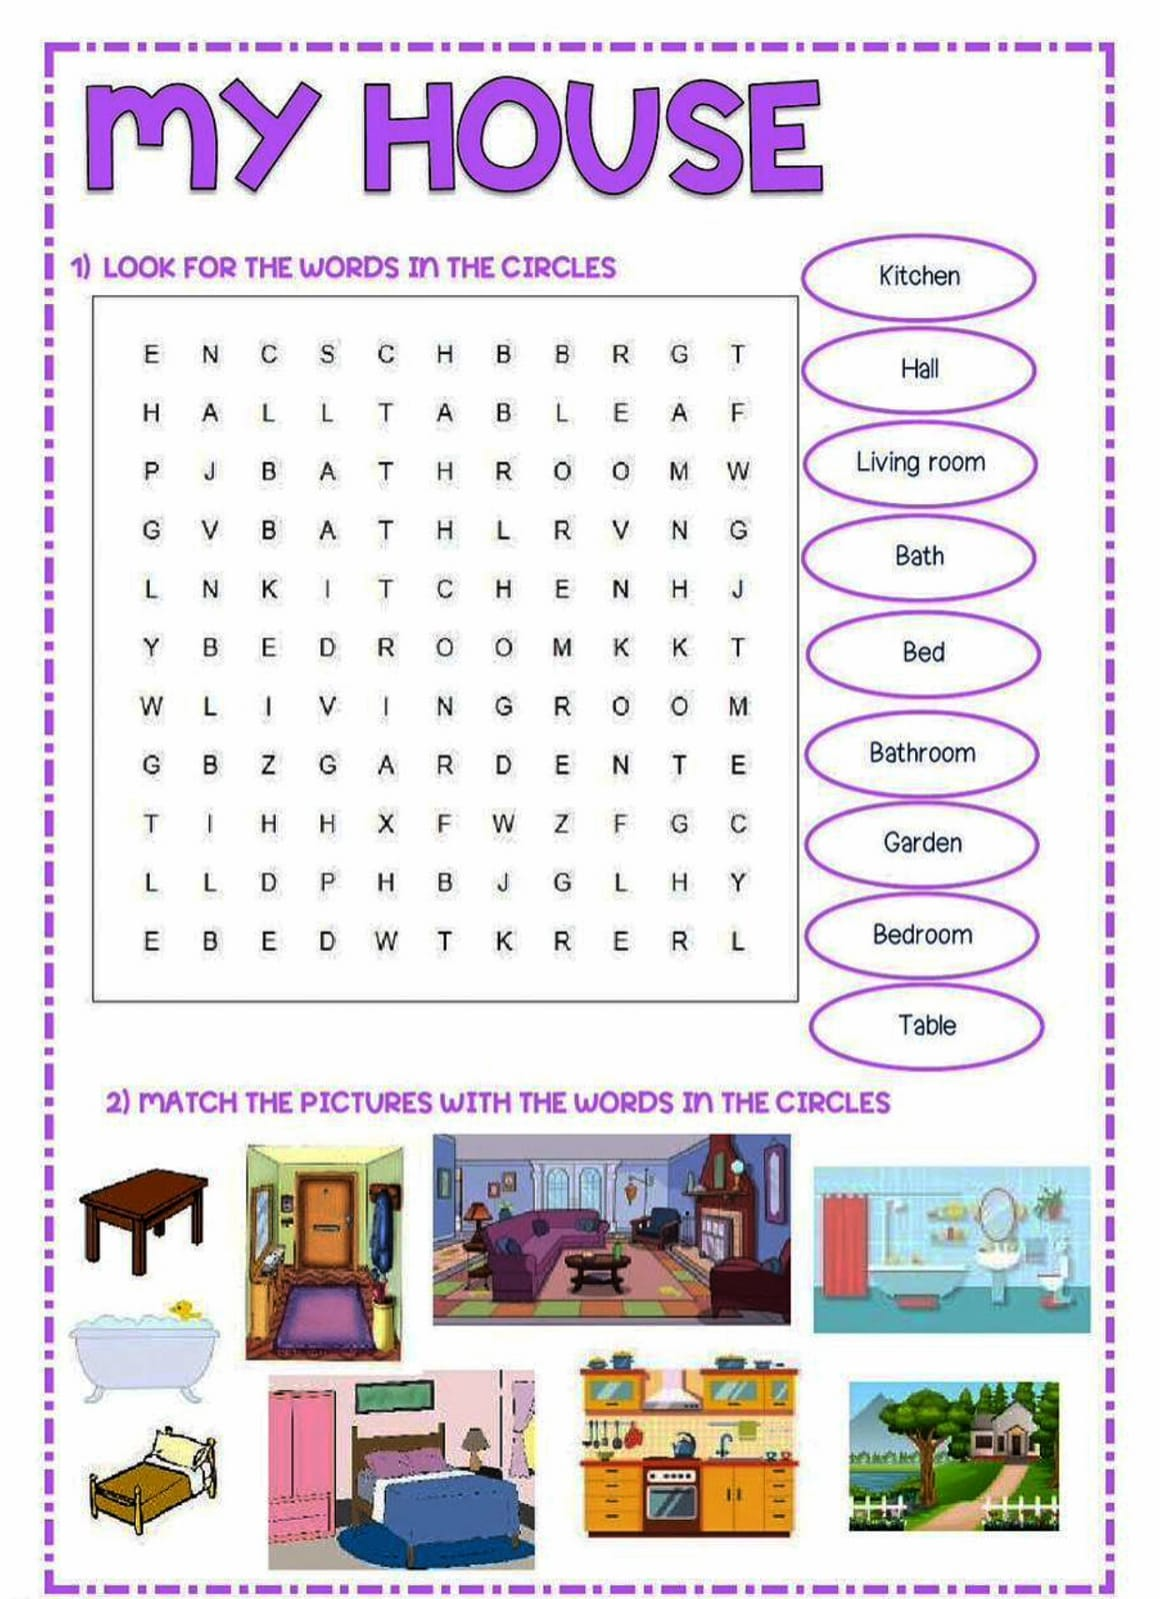 MY HOUSE
1) LOOK FOR THE WORDS IN THE CIRCLES
E N C S C H B B R G T
H A L L T A B L E A F
P J B A T H R O O M W
G V B A T H L R V N G
L N K I T C H E N H J
Y B E D R O O M K K T
W L I V I N G R O O M
G B Z G A R D E N T E
T I H H X F W Z F G C
L L D P H B J G L H Y
E B E D W T K R E R L
Kitchen
Hall
Living room
Bath
Bed
Bathroom
Garden
Bedroom
Table
2) MATCH THE PICTURES WITH THE WORDS IN THE CIRCLES